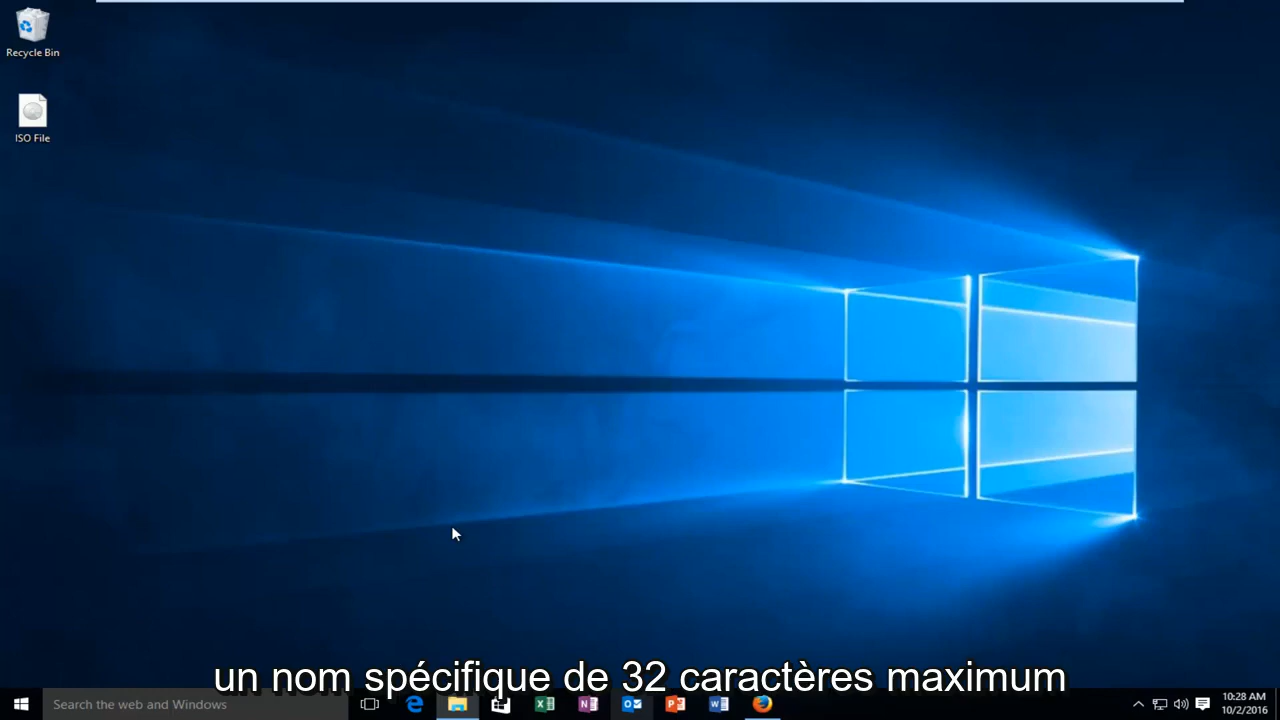 Recycle Bin
ISO File
un nom spécifique de 32 caractères maximum
Search the web and Windows
10:28 AM
10/2/2016